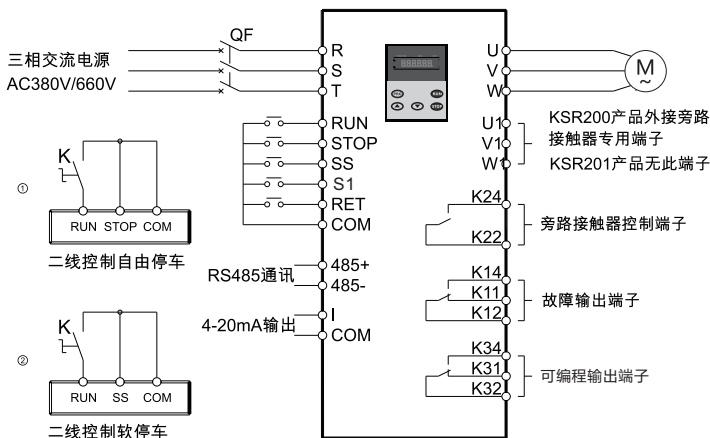 QF
三相交流电源
AC380V/660V
R
S
T
RUN
STOP
SS
S1
RET
COM
RS485通讯
485+
485-
4-20mA输出
I
COM
U
V
W
M
~
U1
V1
W1
KSR200产品外接旁路
接触器专用端子
KSR201产品无此端子
K24
K22
旁路接触器控制端子
K14
K11
K12
故障输出端子
K34
K31
K32
可编程输出端子
①
K
RUN STOP COM
二线控制自由停车
②
K
RUN SS COM
二线控制软停车
RUN
STOP